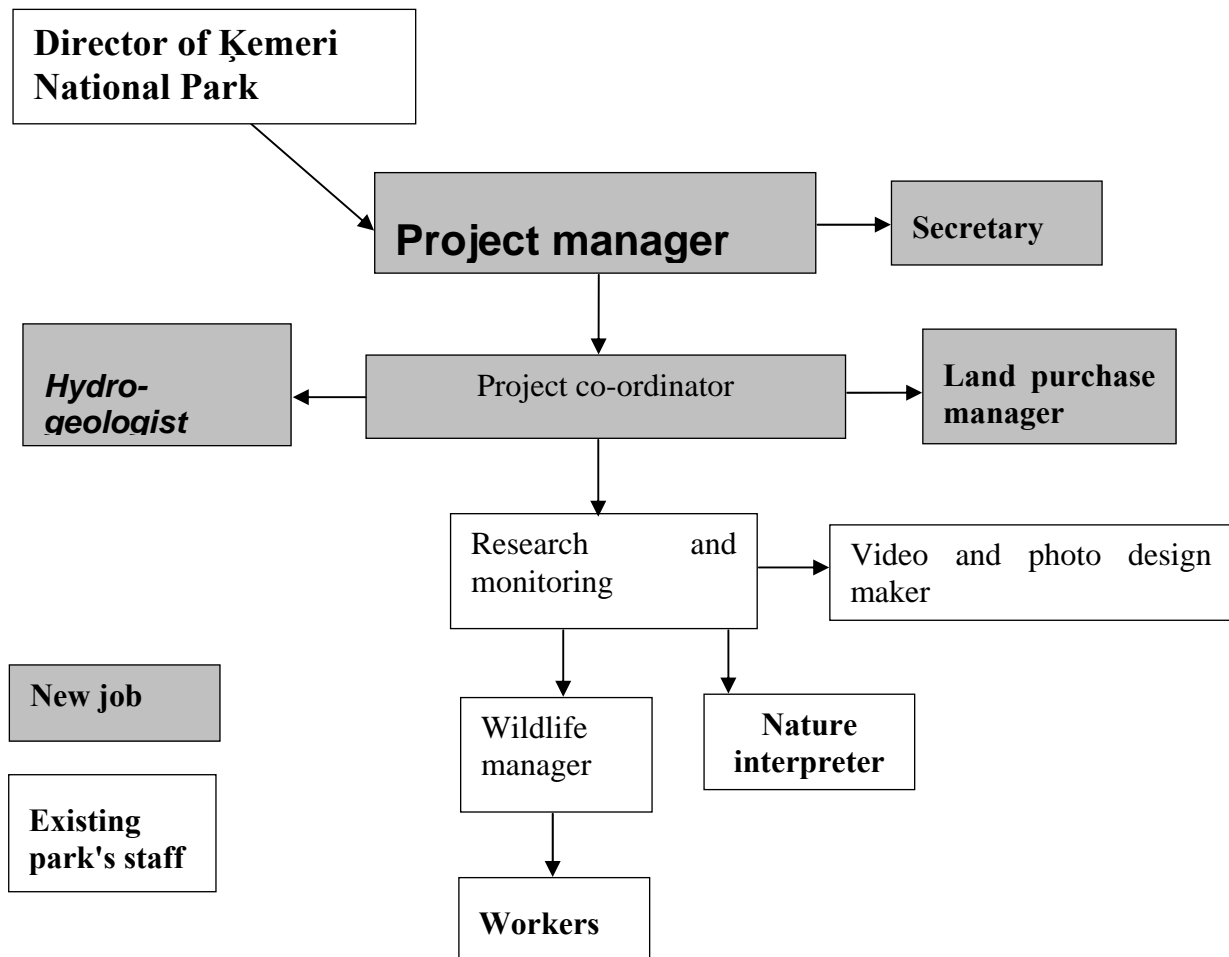 Director of Ķemeri
National Park
Project manager
Secretary
Hydro-
geologist
Project co-ordinator
Land purchase
manager
Research and
monitoring
Video and photo design
maker
New job
Wildlife
manager
Nature
interpreter
Existing
park's staff
Workers